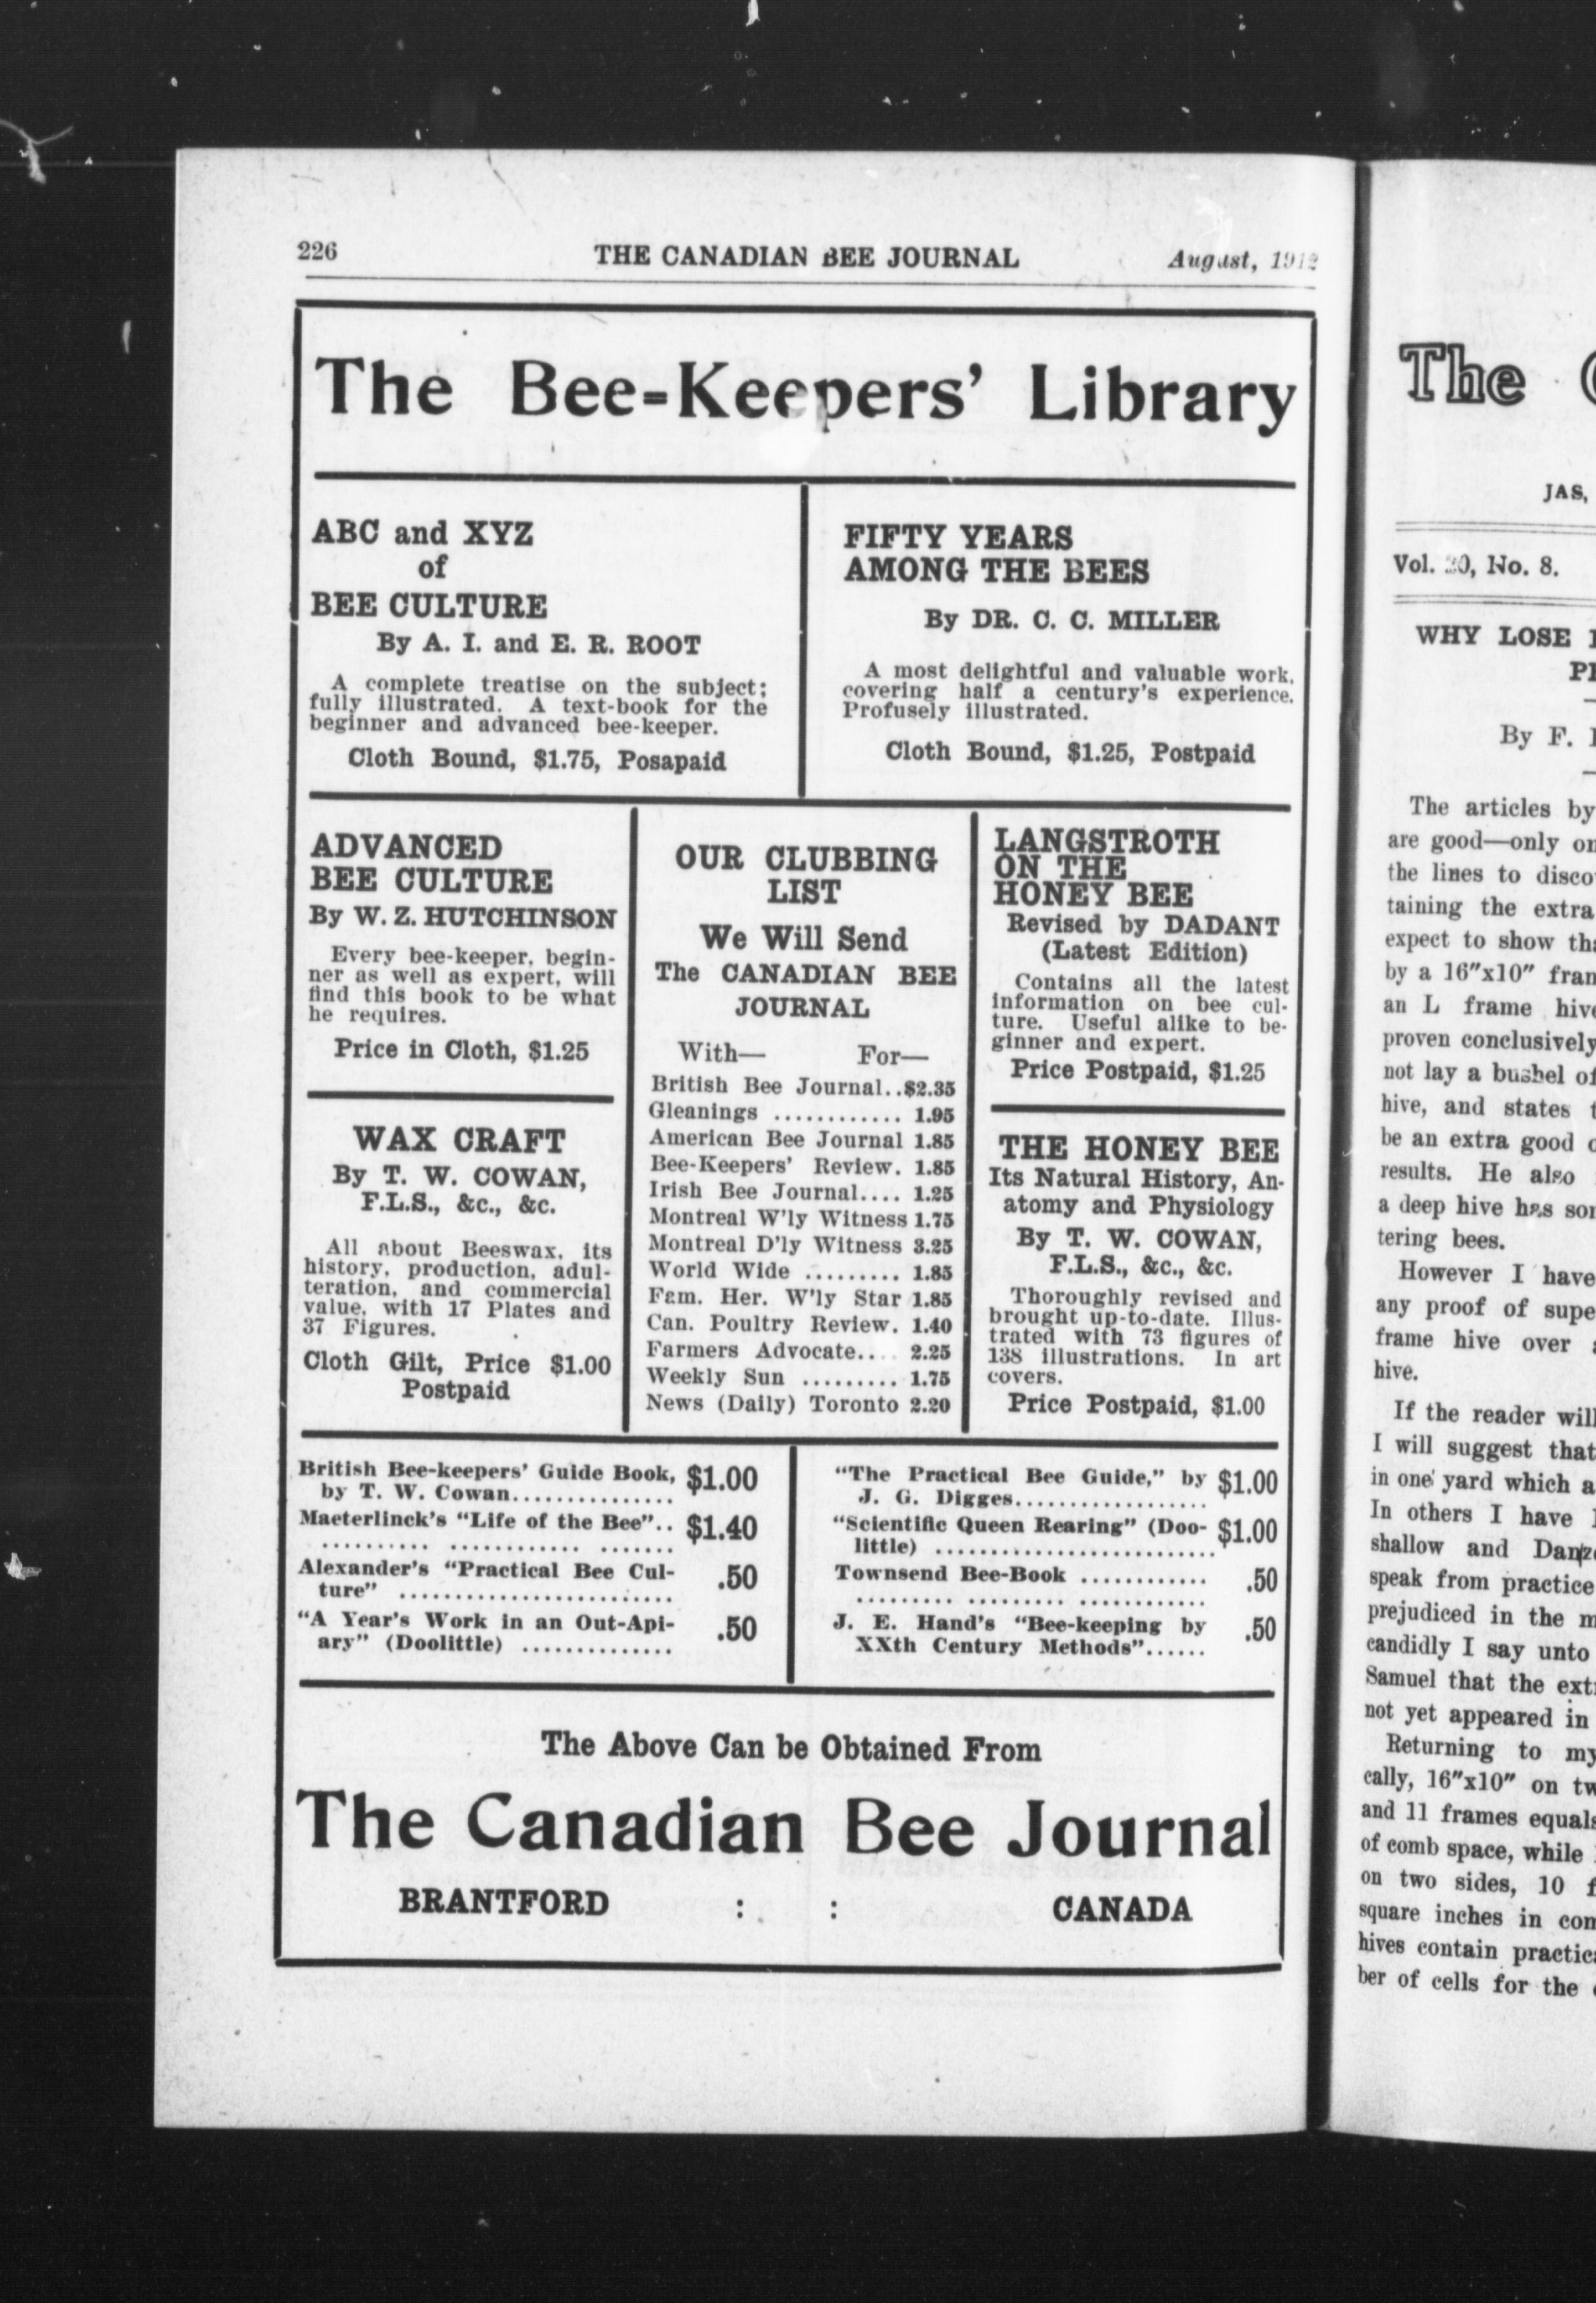 226 THE CANADIAN BEE JOURNAL August, 1912
The Bee=Keepers' Library
ABC and XYZ
of
BEE CULTURE
By A. I. and E. R. ROOT
A complete treatise on the subject;
fully illustrated. A text-book for the
beginner and advanced bee-keeper.
Cloth Bound, $1.75, Posapaid
FIFTY YEARS
AMONG THE BEES
By DR. C. C. MILLER
A most delightful and valuable work,
covering half a century's experience.
Profusely illustrated.
Cloth Bound, $1.25, Postpaid
ADVANCED
BEE CULTURE
By W. Z. HUTCHINSON
Every bee-keeper, begin-
ner as well as expert, will
find this book to be what
he requires.
Price in Cloth, $1.25
WAX CRAFT
By T. W. COWAN,
F.L.S., &c., &c.
All about Beeswax, its
history, production, adul-
teration, and commercial
value, with 17 Plates and
37 Figures.
Cloth Gilt, Price $1.00
Postpaid
OUR CLUBBING
LIST
We Will Send
The CANADIAN BEE
JOURNAL
With— For—
British Bee Journal..$2.35
Gleanings ............ 1.95
American Bee Journal 1.85
Bee-Keepers' Review. 1.85
Irish Bee Journal.... 1.25
Montreal W'ly Witness 1.75
Montreal D'ly Witness 3.25
World Wide ......... 1.85
Fam. Her. W'ly Star 1.85
Can. Poultry Review. 1.40
Farmers Advocate.... 2.25
Weekly Sun ......... 1.75
News (Daily) Toronto 2.20
LANGSTROTH
ON THE
HONEY BEE
Revised by DADANT
(Latest Edition)
Contains all the latest
information on bee cul-
ture. Useful alike to be-
ginner and expert.
Price Postpaid, $1.25
THE HONEY BEE
Its Natural History, An-
atomy and Physiology
By T. W. COWAN,
F.L.S., &c., &c.
Thoroughly revised and
brought up-to-date. Illus-
trated with 73 figures of
138 illustrations. In art
covers.
Price Postpaid, $1.00
British Bee-keepers' Guide Book, $1.00
by T. W. Cowan...............
Maeterlinck's "Life of the Bee".. $1.40
.......... ............ .......
Alexander's "Practical Bee Cul- .50
ture" .........................
"A Year's Work in an Out-Api- .50
ary" (Doolittle) ..............
"The Practical Bee Guide," by $1.00
J. G. Digges..................
"Scientific Queen Rearing" (Doo- $1.00
little) ..........................
Townsend Bee-Book ............ .50
......... ......... ............
J. E. Hand's "Bee-keeping by .50
XXth Century Methods"......
The Above Can be Obtained From
The Canadian Bee Journal
BRANTFORD : : CANADA
The
JAS,
Vol. 20, No. 8.
WHY LOSE
By F.
The articles by
are good—only
the lines to
taining the extra
expect to show
by a 16"x10"
an L frame
proven conclusively
not lay a bushel
hive, and states
be an extra good
results. He also
a deep hive has
tering bees.
However I have
any proof of
frame hive over
hive.
If the reader will
I will suggest that
in one yard which
In others I have
shallow and
speak from practice
prejudiced in the
candidly I say unto
Samuel that the
not yet appeared in
Returning to my
cally, 16"x10" on
and 11 frames equals
of comb space, while
on two sides, 10
square inches in
hives contain
ber of cells for the